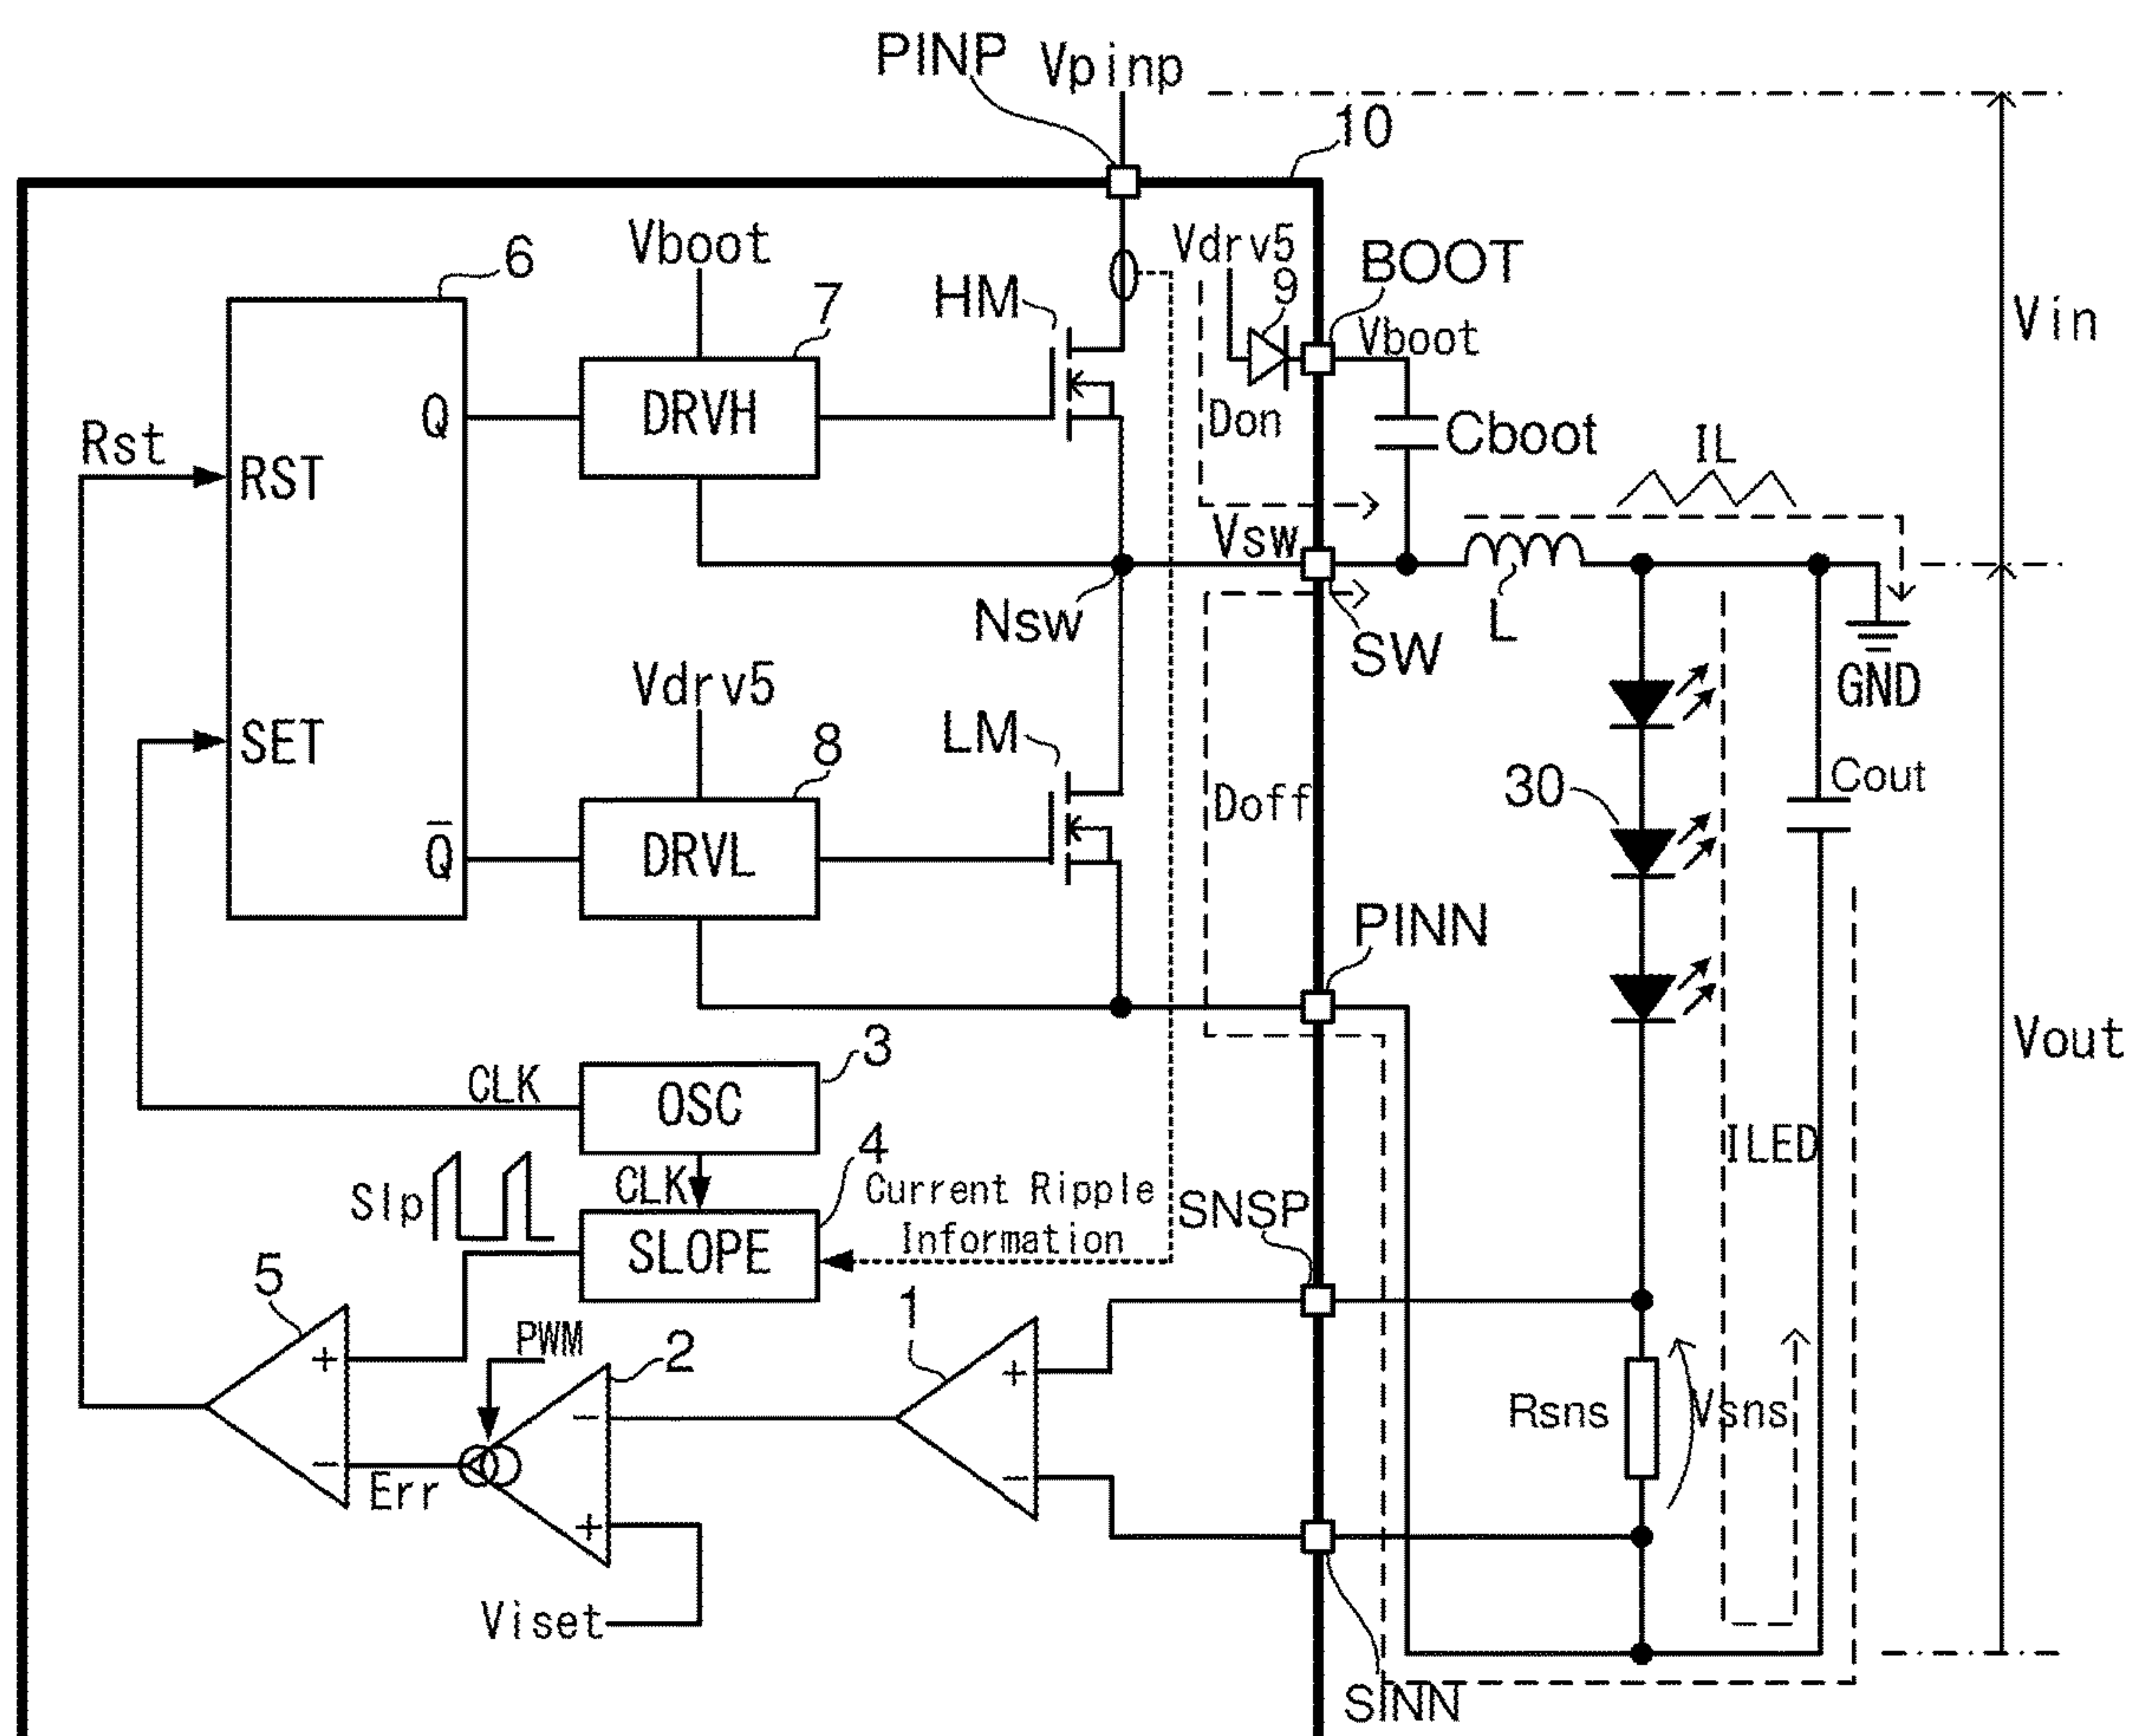 PINP
Vpinp
10
6
Vboot
7
HM
Vdrv5
9
BOOT
Vboot
Vin
Rst
RST
Q
DRVH
Don
Cboot
IL
Vsw
Nsw
SW
L
GND
SET
Vdrv5
8
LM
Q̅
DRVL
Doff
30
Cout
PINN
Vout
CLK
OSC
3
Slp
CLK
4
SLOPE
Current Ripple
Information
SNSP
ILED
5
+
−
PWM
2
−
+
Err
1
+
−
Rsns
Vsns
Viset
SINN